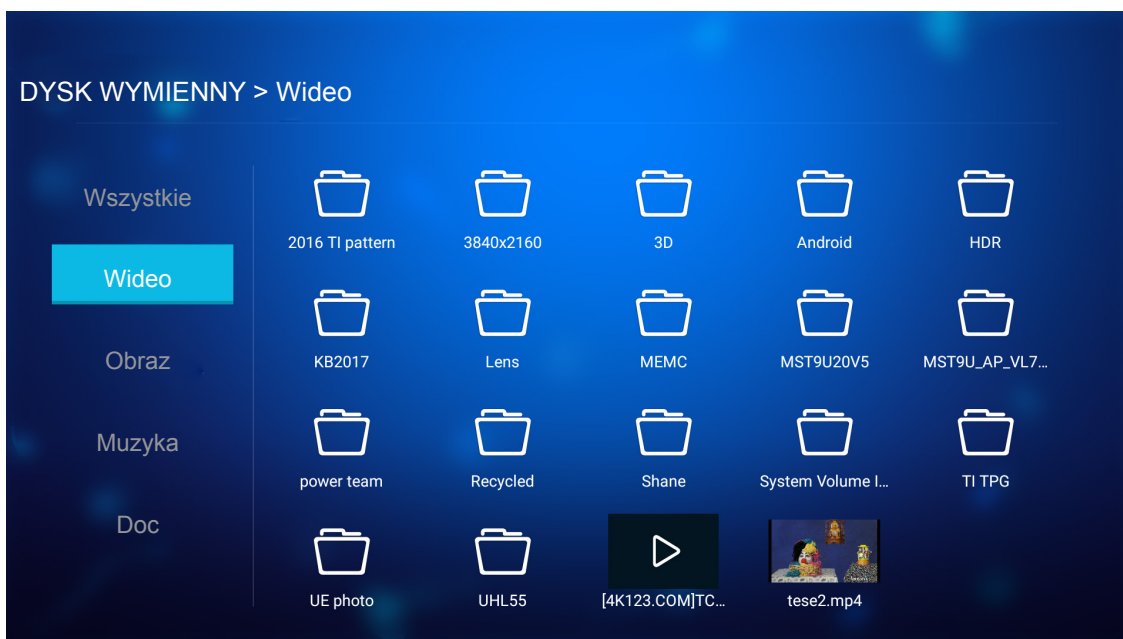 DYSK WYMIENNY > Wideo
Wszystkie
Wideo
Obraz
Muzyka
Doc
2016 TI pattern
3840x2160
3D
Android
HDR
KB2017
Lens
MEMC
MST9U20V5
MST9U_AP_VL7...
power team
Recycled
Shane
System Volume I...
TI TPG
UE photo
UHL55
[4K123.COM]TC...
tese2.mp4